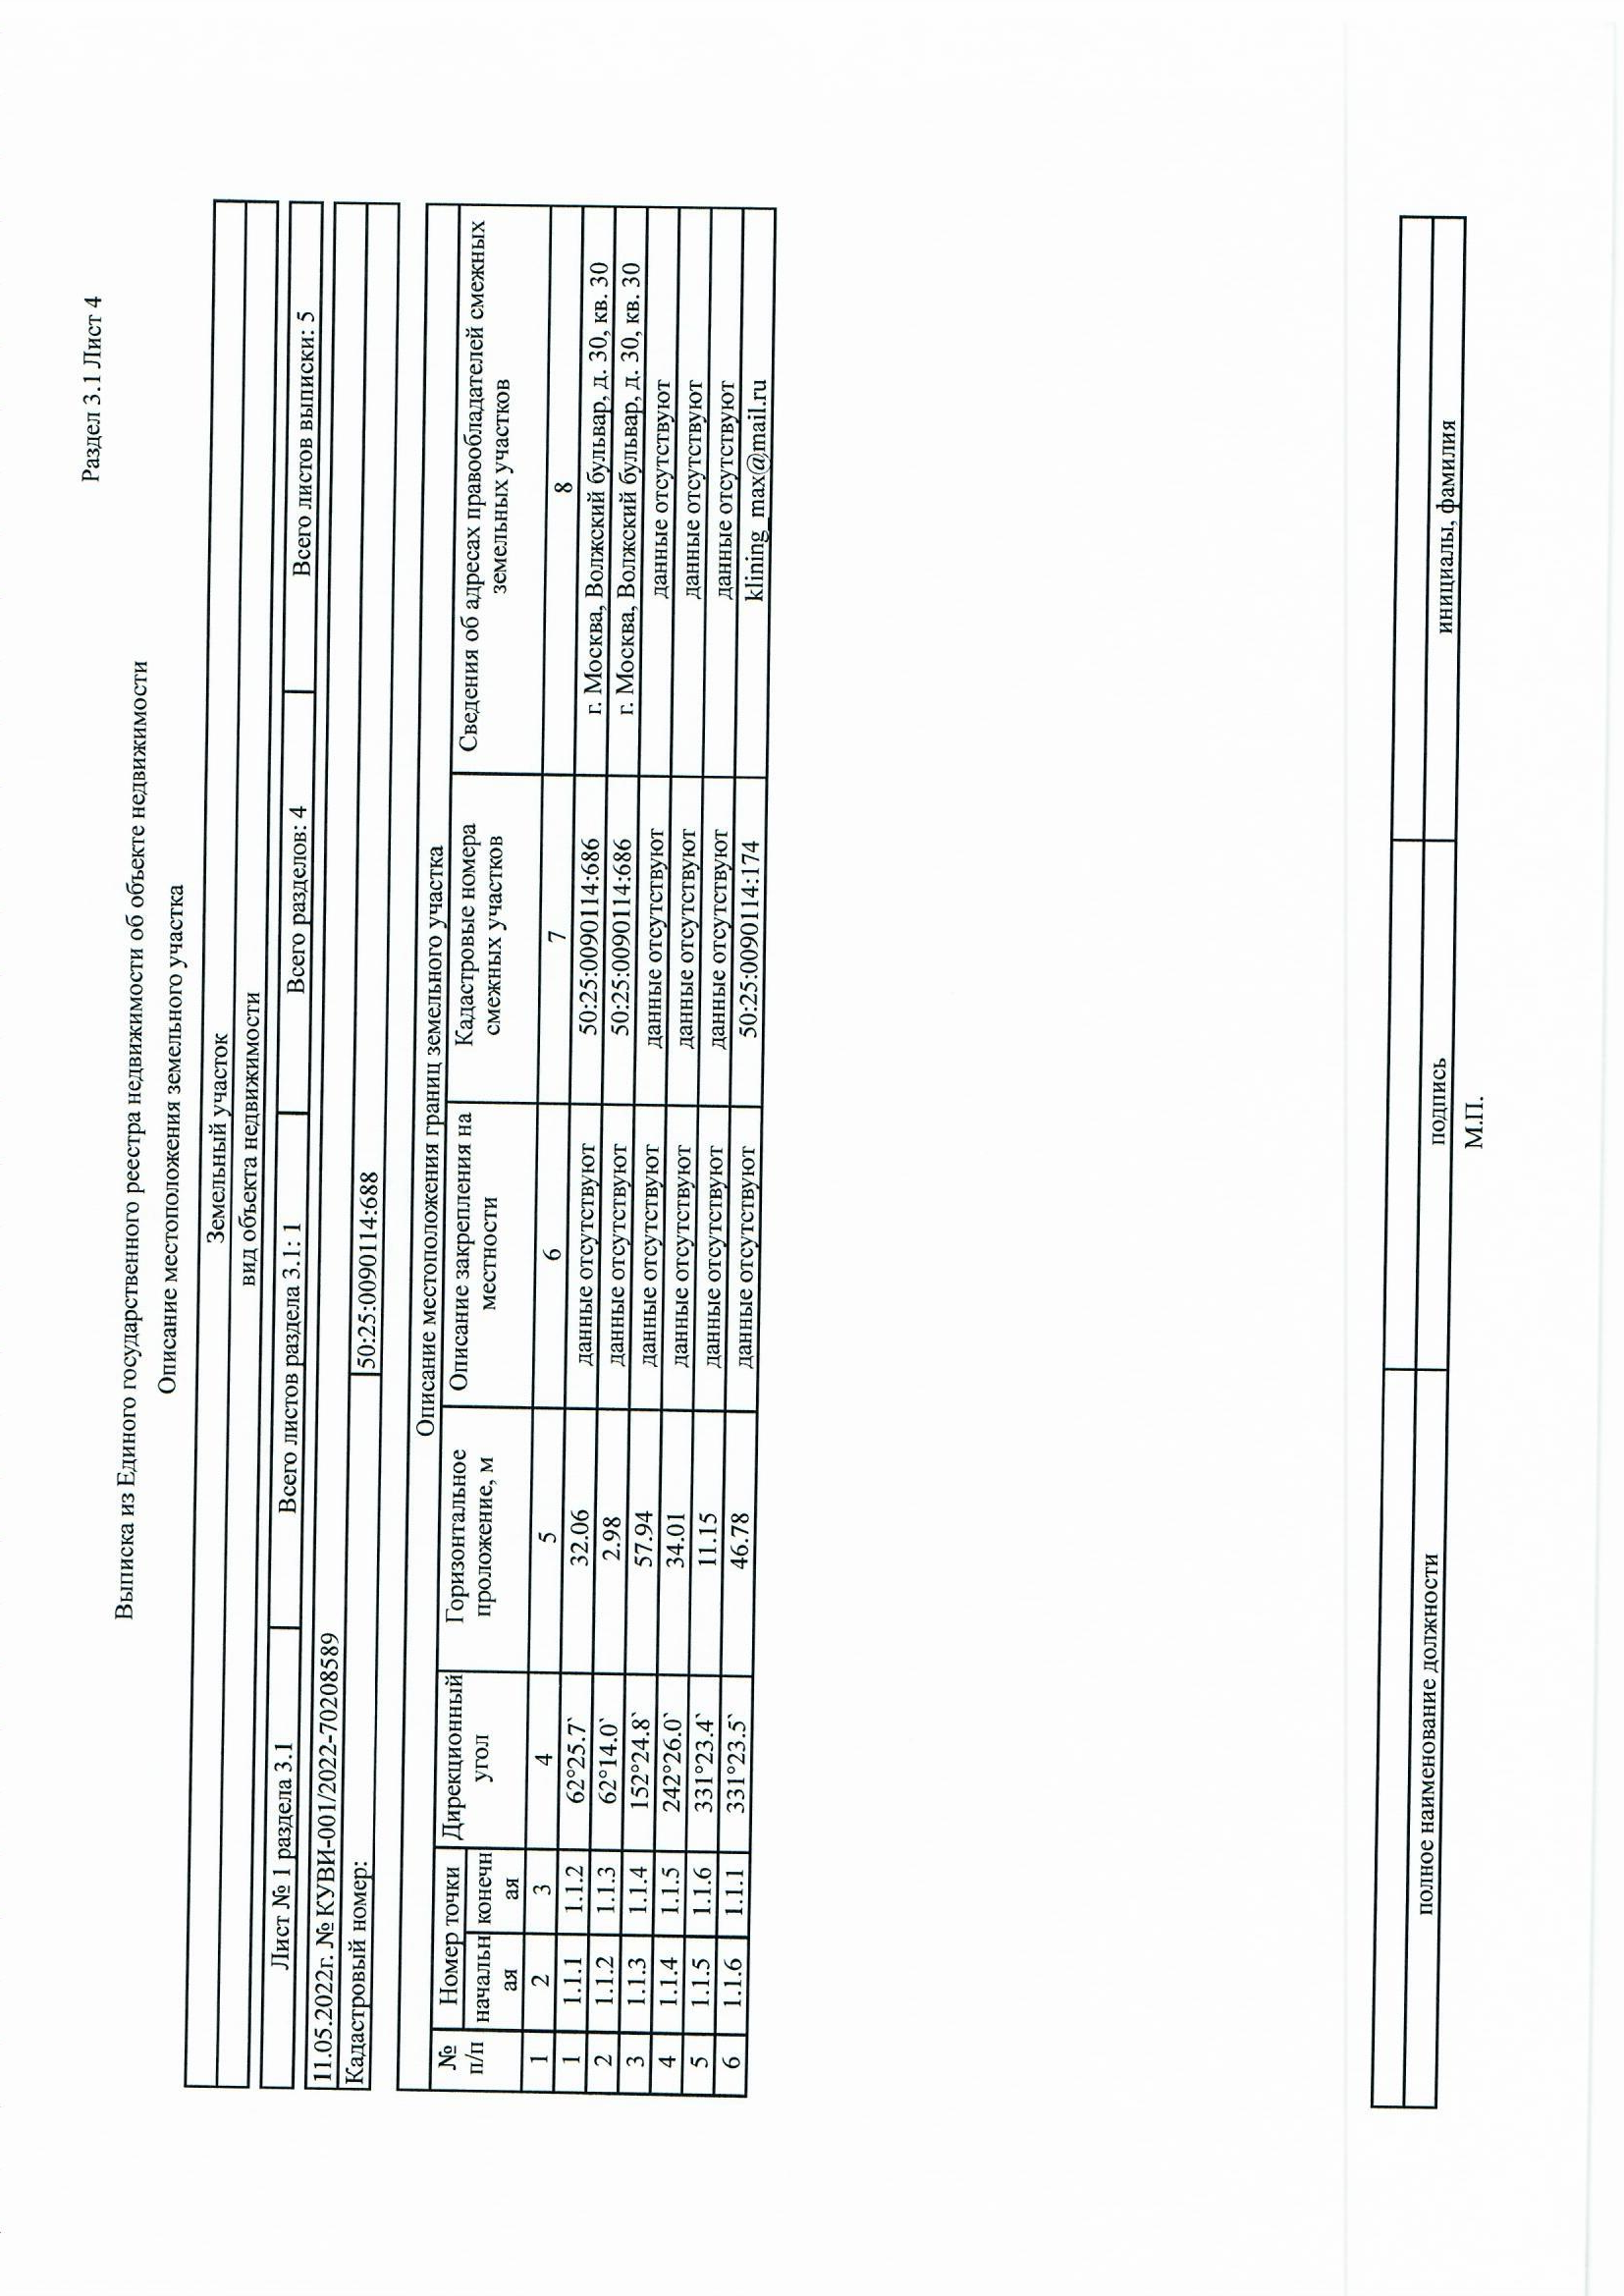 Раздел 3.1 Лист 4
Выписка из Единого государственного реестра недвижимости об объекте недвижимости
Описание местоположения земельного участка
Земельный участок
вид объекта недвижимости
Лист № 1 раздела 3.1 Всего листов раздела 3.1: 1 Всего разделов: 4 Всего листов выписки: 5
11.05.2022г. № КУВИ-001/2022-70208589
Кадастровый номер: 50:25:0090114:688
Описание местоположения границ земельного участка
№ Номер точки Дирекционный Горизонтальное Описание закрепления на Кадастровые номера Сведения об адресах правообладателей смежных
п/п начальн конечн угол проложение, м местности смежных участков земельных участков
ая ая
1 2 3 4 5 6 7 8
1 1.1.1 1.1.2 62°25.7` 32.06 данные отсутствуют 50:25:0090114:686 г. Москва, Волжский бульвар, д. 30, кв. 30
2 1.1.2 1.1.3 62°14.0` 2.98 данные отсутствуют 50:25:0090114:686 г. Москва, Волжский бульвар, д. 30, кв. 30
3 1.1.3 1.1.4 152°24.8` 57.94 данные отсутствуют данные отсутствуют данные отсутствуют
4 1.1.4 1.1.5 242°26.0` 34.01 данные отсутствуют данные отсутствуют данные отсутствуют
5 1.1.5 1.1.6 331°23.4` 11.15 данные отсутствуют данные отсутствуют данные отсутствуют
6 1.1.6 1.1.1 331°23.5` 46.78 данные отсутствуют 50:25:0090114:174 klining_max@mail.ru
полное наименование должности подпись инициалы, фамилия
М.П.